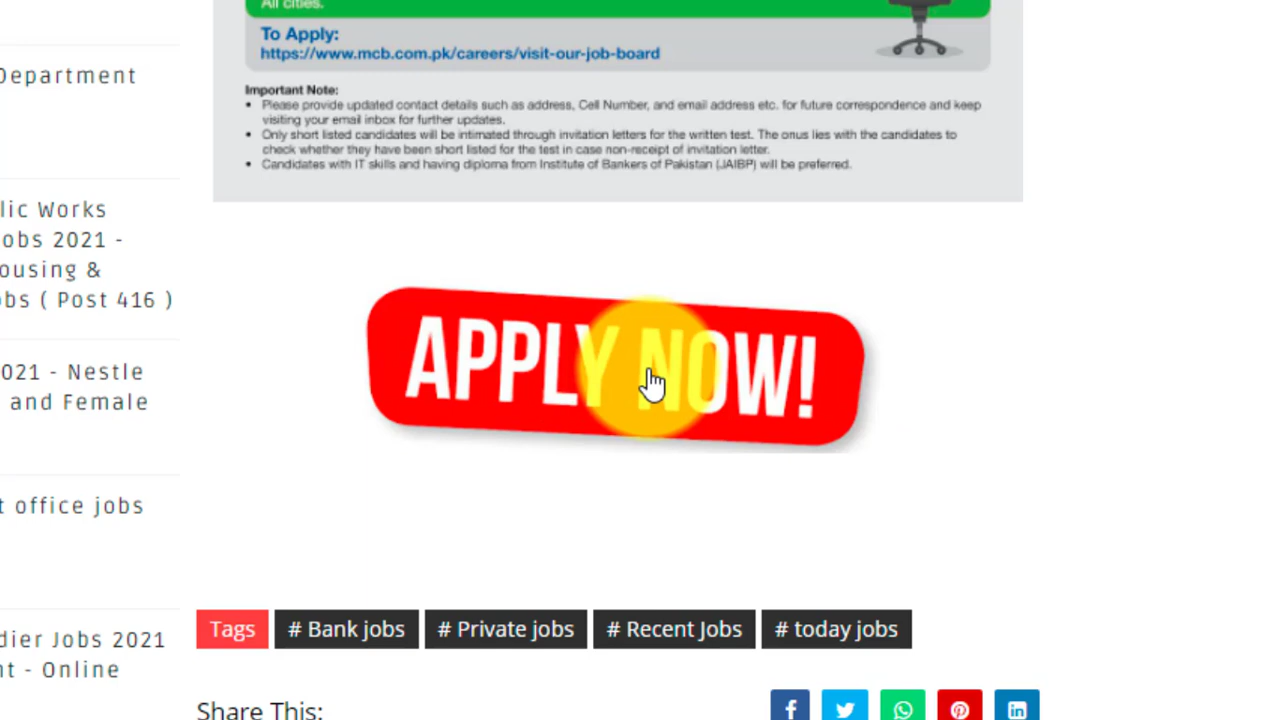 All cities.
To Apply:
https://www.mcb.com.pk/careers/visit-our-job-board
Important Note:
• Please provide updated contact details such as address, Cell Number, and email address etc. for future correspondence and keep
visiting your email inbox for further updates.
• Only short listed candidates will be intimated through invitation letters for the written test. The onus lies with the candidates to
check whether they have been short listed for the test in case non-receipt of invitation letter.
• Candidates with IT skills and having diploma from Institute of Bankers of Pakistan (JAIBP) will be preferred.
Department
lic Works
obs 2021 -
ousing &
bs ( Post 416 )
021 - Nestle
and Female
t office jobs
dier Jobs 2021
nt - Online
APPLY NOW!
Tags # Bank jobs # Private jobs # Recent Jobs # today jobs
Share This: